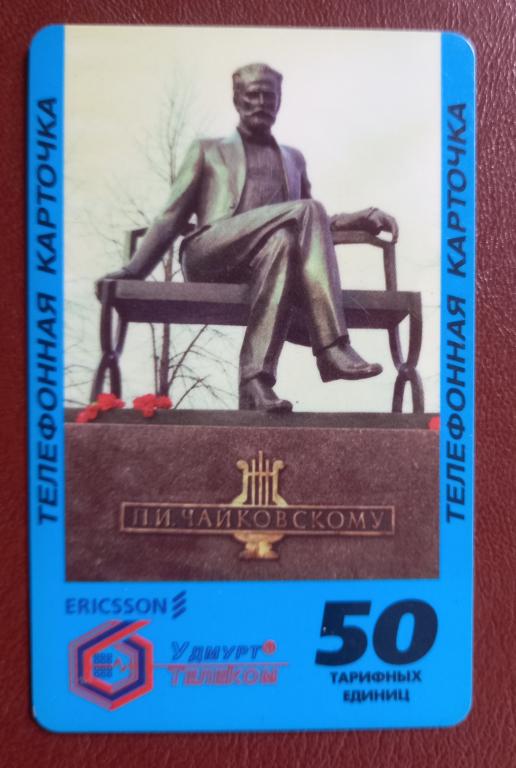 ТЕЛЕФОННАЯ КАРТОЧКА
ТЕЛЕФОННАЯ КАРТОЧКА
П.И.ЧАЙКОВСКОМУ
ERICSSON
УДМУРТ
ТЕЛЕКОМ
50
ТАРИФНЫХ
ЕДИНИЦ